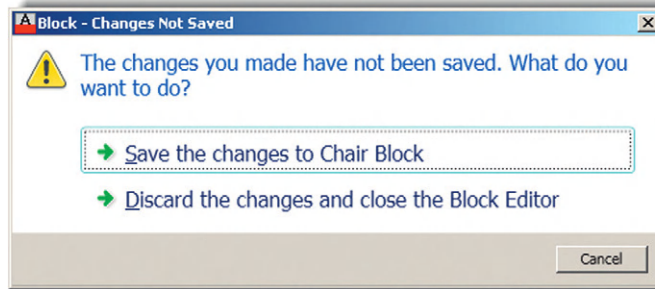 A Block - Changes Not Saved
The changes you made have not been saved. What do you
want to do?
Save the changes to Chair Block
Discard the changes and close the Block Editor
Cancel